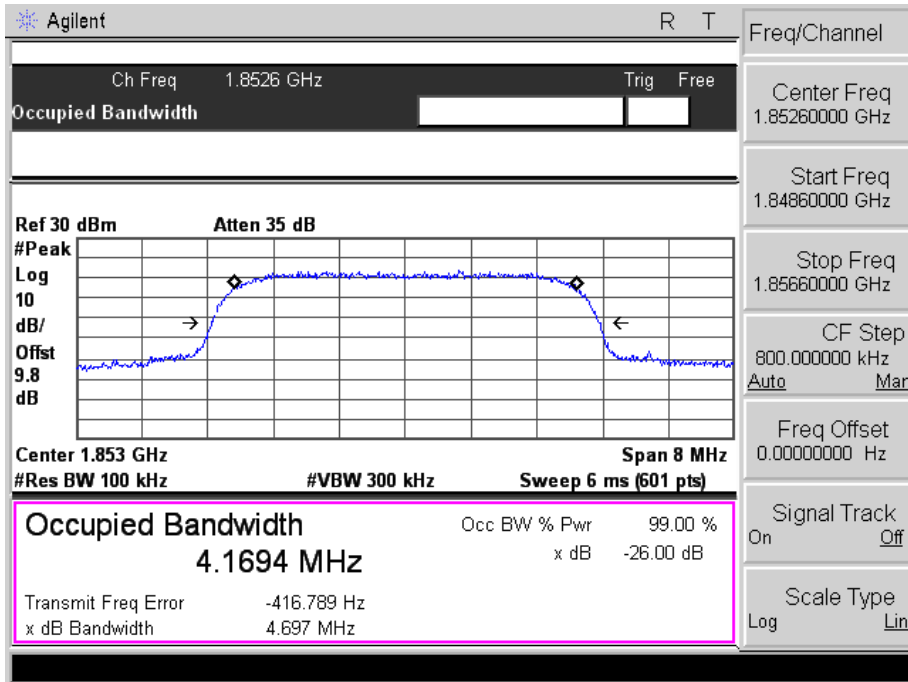 Agilent R T
Freq/Channel
Ch Freq 1.8526 GHz Trig Free
Occupied Bandwidth
Center Freq
1.85260000 GHz
Start Freq
1.84860000 GHz
Stop Freq
1.85660000 GHz
CF Step
800.000000 kHz
Auto Man
Freq Offset
0.00000000 Hz
Signal Track
On Off
Scale Type
Log Lin
Ref 30 dBm Atten 35 dB
#Peak
Log
10
dB/
Offst
9.8
dB
Center 1.853 GHz Span 8 MHz
#Res BW 100 kHz #VBW 300 kHz Sweep 6 ms (601 pts)
Occupied Bandwidth Occ BW % Pwr 99.00 %
4.1694 MHz x dB -26.00 dB
Transmit Freq Error -416.789 Hz
x dB Bandwidth 4.697 MHz